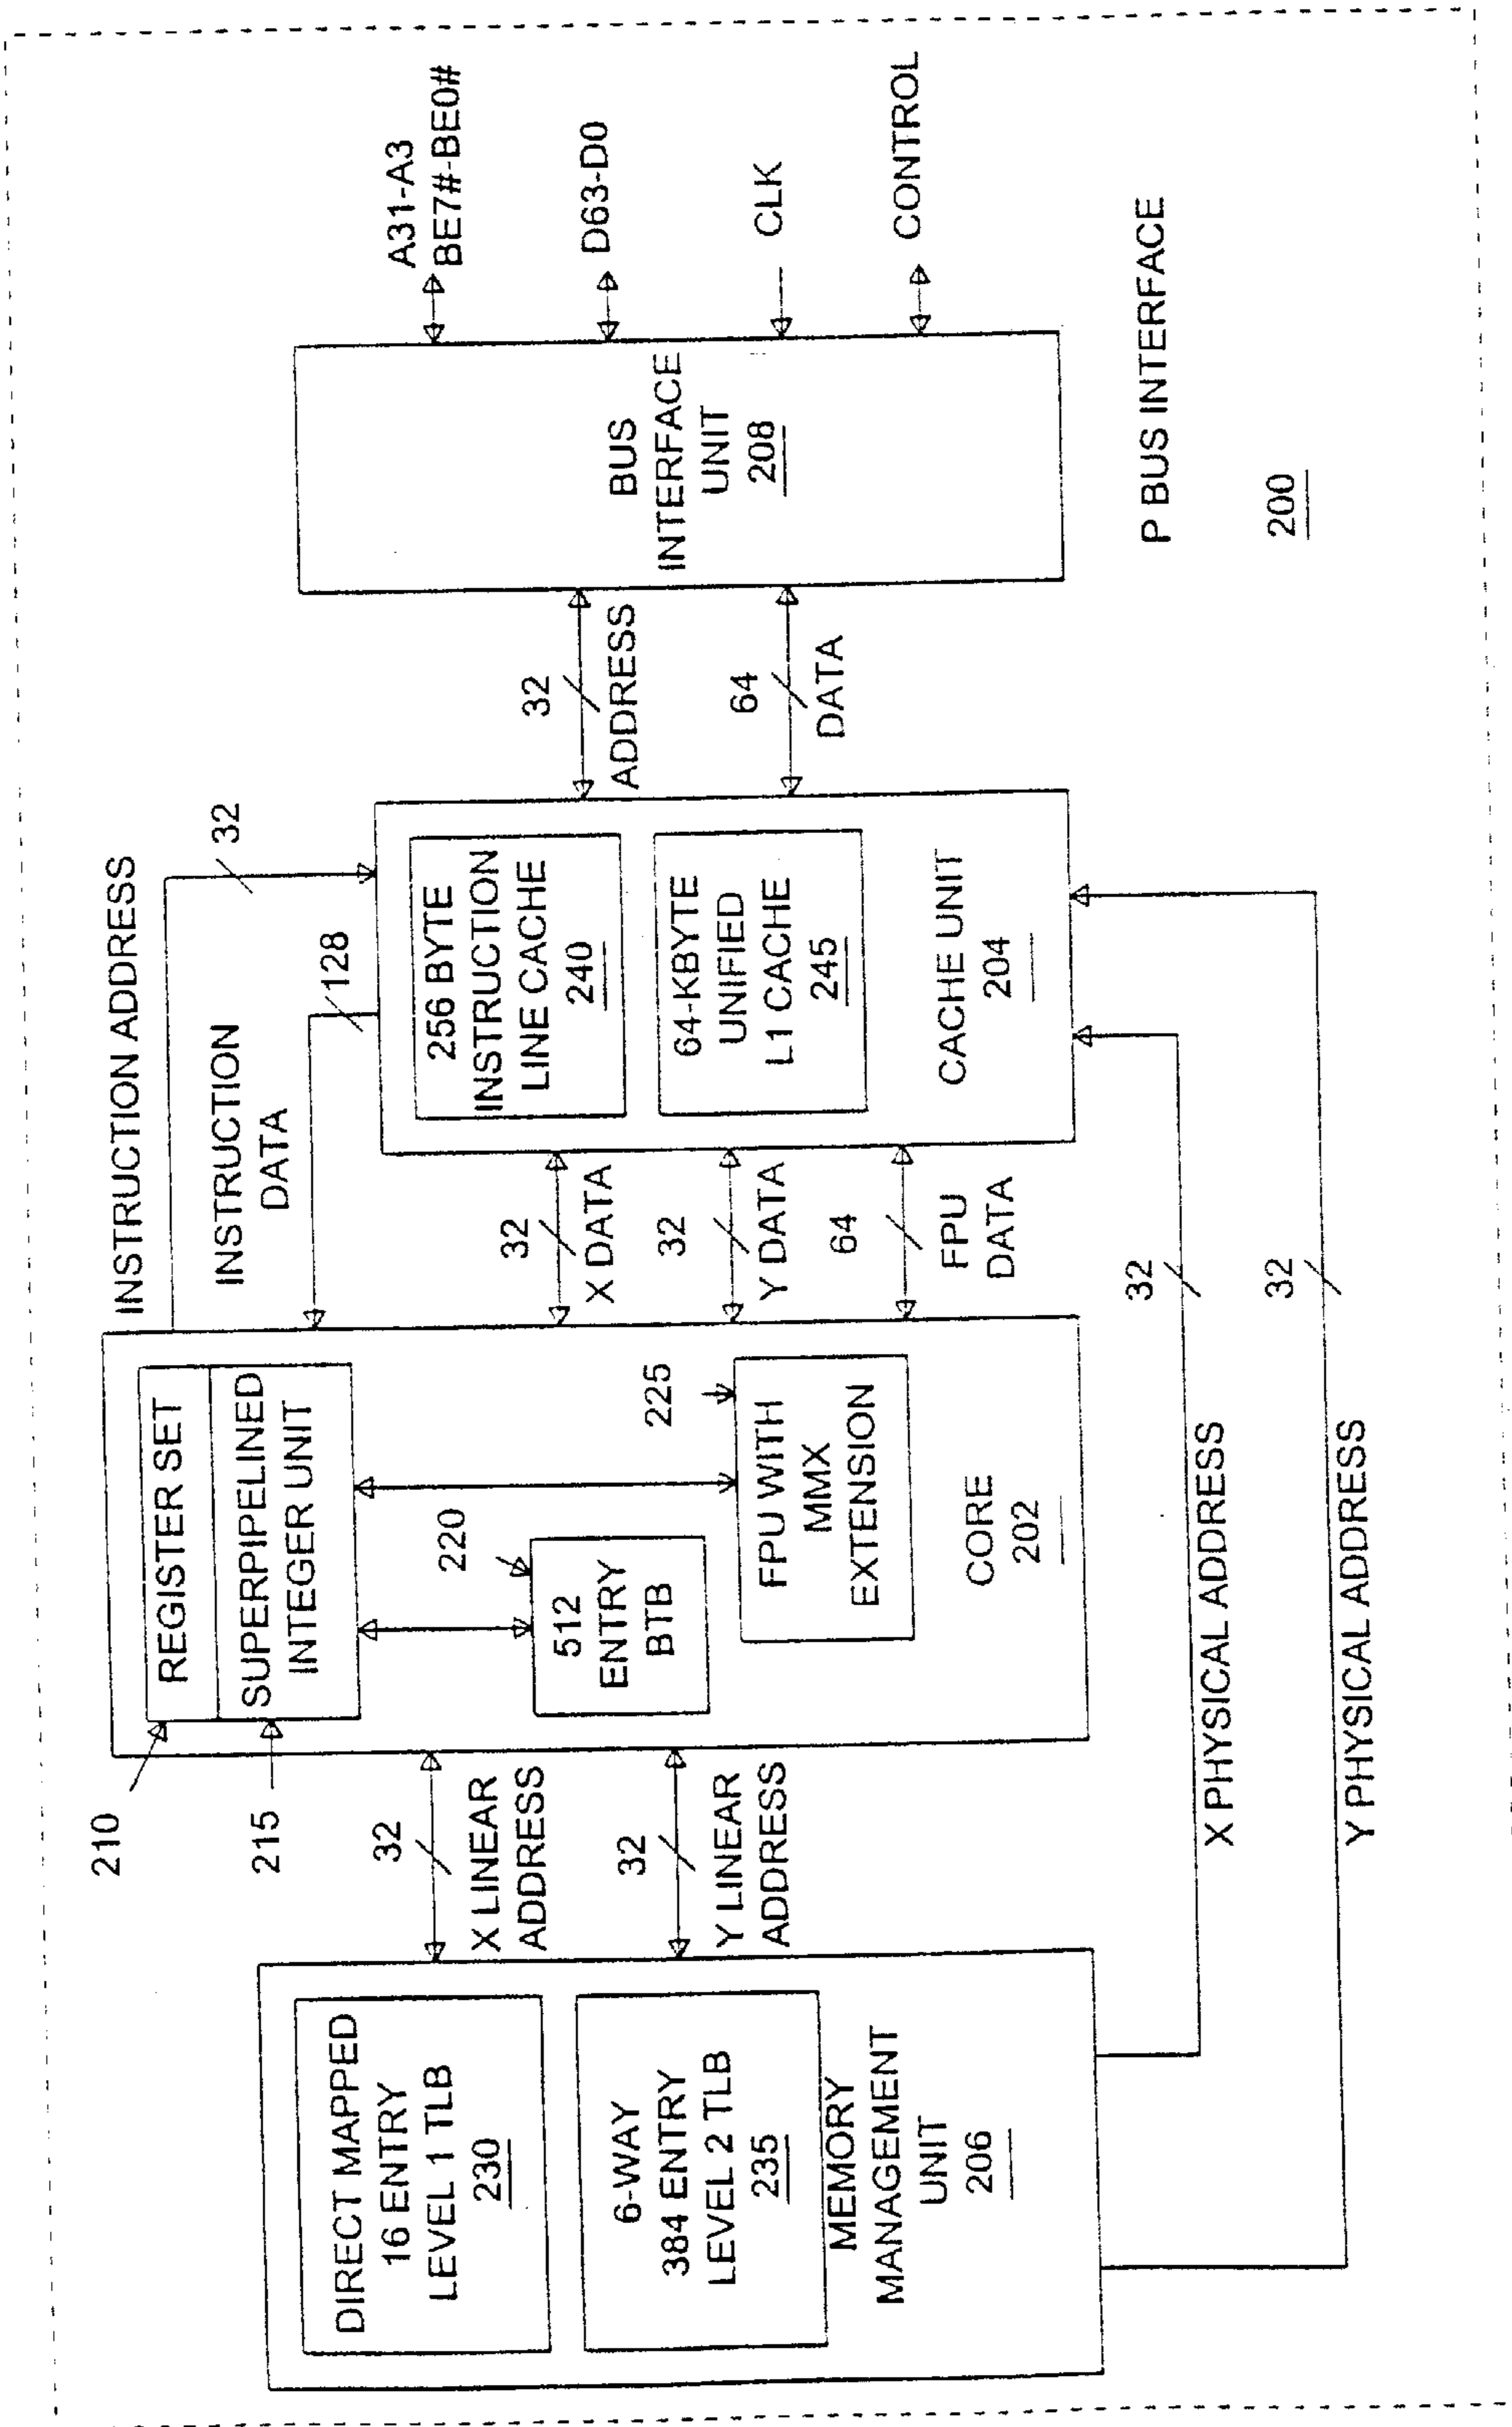 INSTRUCTION ADDRESS
32
INSTRUCTION
DATA
128
210
215
REGISTER SET
SUPERPIPELINED
INTEGER UNIT
220
512
ENTRY
BTB
225
FPU WITH
MMX
EXTENSION
CORE
202
DIRECT MAPPED
16 ENTRY
LEVEL 1 TLB
230
6-WAY
384 ENTRY
LEVEL 2 TLB
235
MEMORY
MANAGEMENT
UNIT
206
32
X LINEAR
ADDRESS
32
Y LINEAR
ADDRESS
32
X DATA
32
Y DATA
64
FPU
DATA
256 BYTE
INSTRUCTION
LINE CACHE
240
64-KBYTE
UNIFIED
L1 CACHE
245
CACHE UNIT
204
32
ADDRESS
64
DATA
BUS
INTERFACE
UNIT
208
A31-A3
BE7#-BE0#
D63-D0
CLK
CONTROL
P BUS INTERFACE
200
32
X PHYSICAL ADDRESS
32
Y PHYSICAL ADDRESS